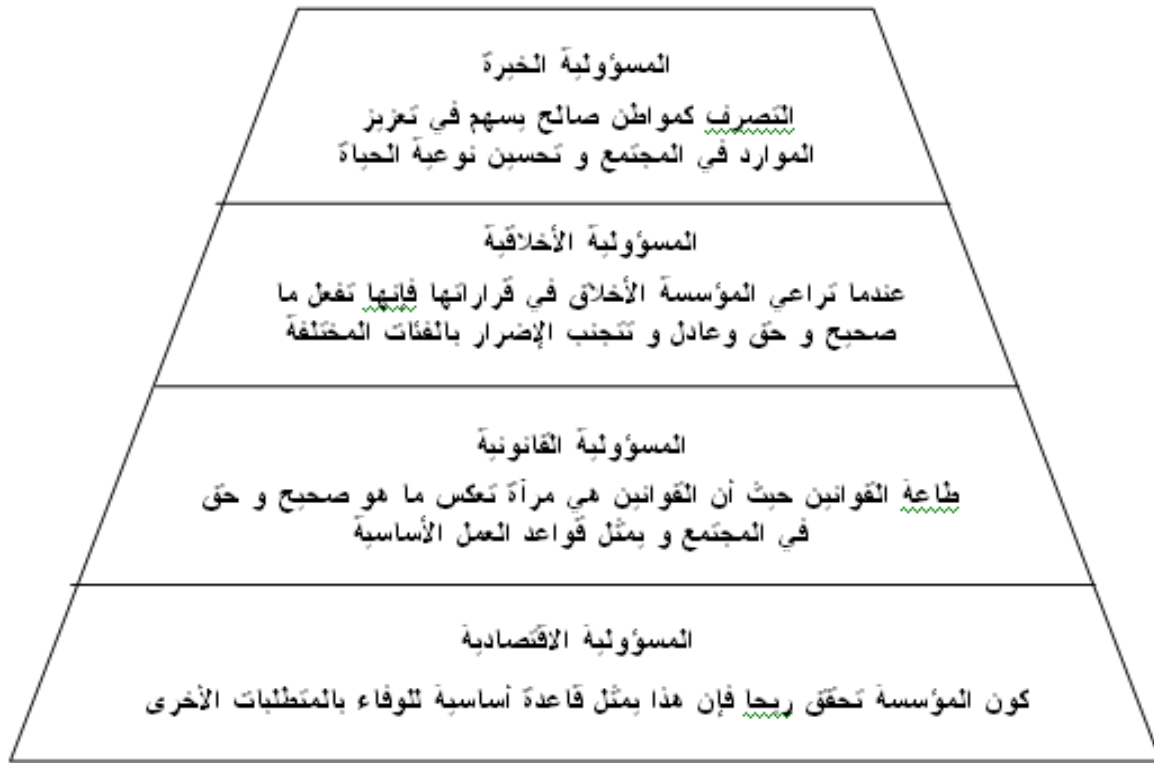 المسؤولية الخيرة
التصرف كمواطن صالح يسهم في تعزيز
الموارد في المجتمع و تحسين نوعية الحياة
المسؤولية الأخلاقية
عندما تراعي المؤسسة الأخلاق في قراراتها فإنها تفعل ما
صحيح و حق وعادل و تتجنب الإضرار بالفئات المختلفة
المسؤولية القانونية
طاعة القوانين حيث أن القوانين هي مرآة تعكس ما هو صحيح و حق
في المجتمع و يمثل قواعد العمل الأساسية
المسؤولية الاقتصادية
كون المؤسسة تحقق ربحا فإن هذا يمثل قاعدة أساسية للوفاء بالمتطلبات الأخرى